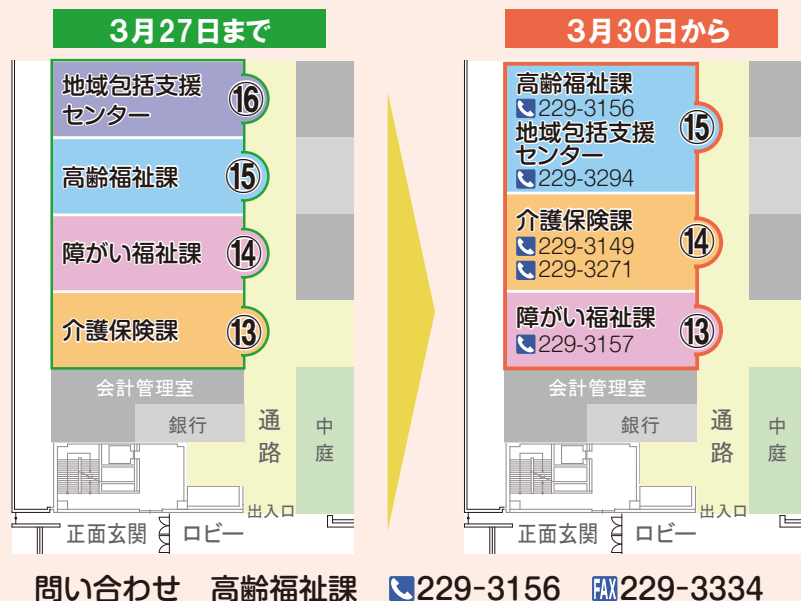 3月27日まで
地域包括支援
センター
⑯
高齢福祉課
⑮
障がい福祉課
⑭
介護保険課
⑬
会計管理室
銀行
通路
中庭
出入口
正面玄関
ロビー
3月30日から
高齢福祉課
229-3156
地域包括支援
センター
229-3294
⑮
介護保険課
229-3149
229-3271
⑭
障がい福祉課
229-3157
⑬
会計管理室
銀行
通路
中庭
出入口
正面玄関
ロビー
問い合わせ 高齢福祉課 229-3156 FAX 229-3334